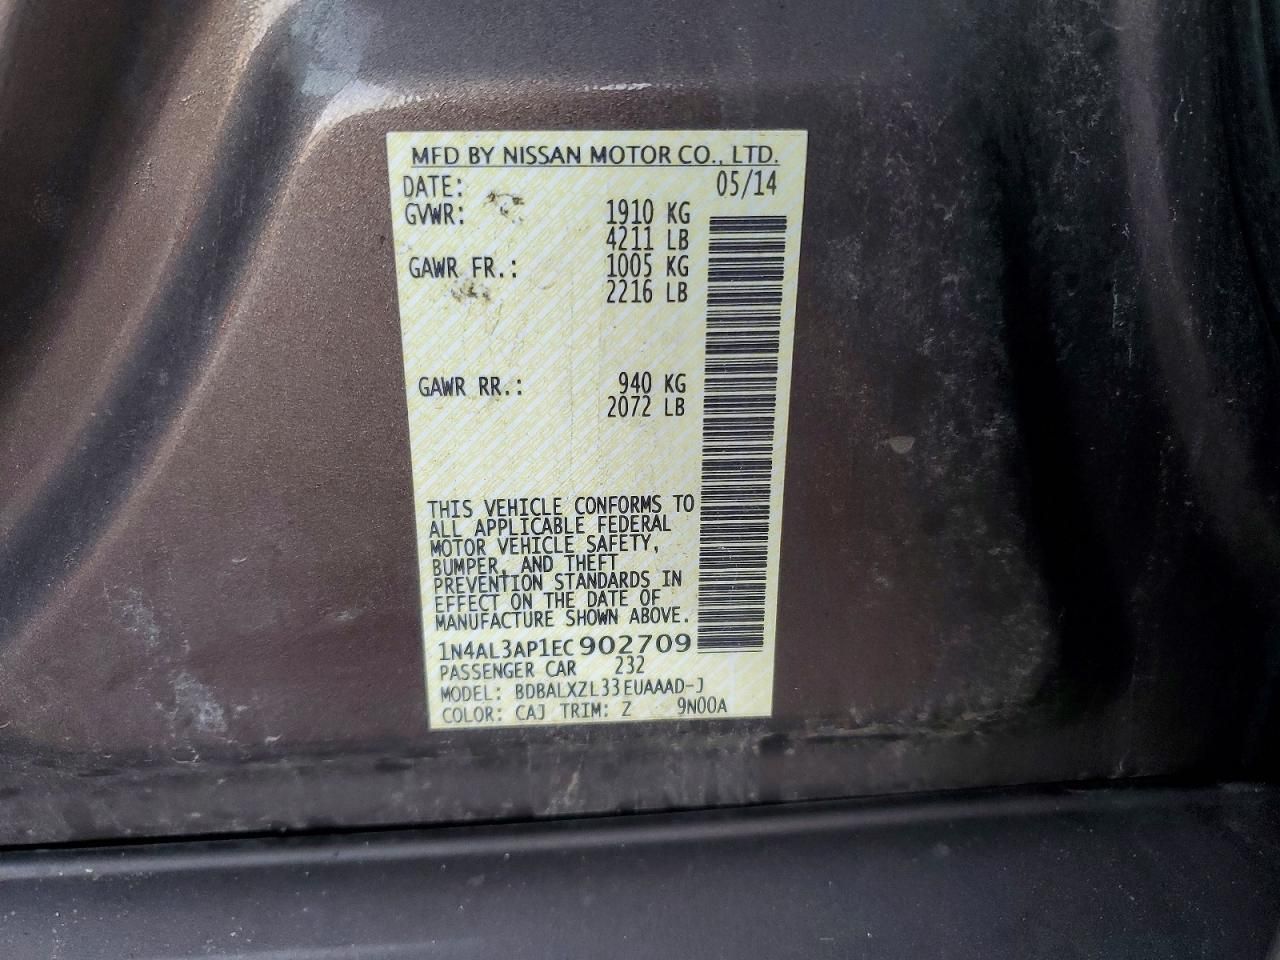 MFD BY NISSAN MOTOR CO., LTD.
DATE: 05/14
GVWR: 1910 KG
4211 LB
GAWR FR.: 1005 KG
2216 LB
GAWR RR.: 940 KG
2072 LB
THIS VEHICLE CONFORMS TO
ALL APPLICABLE FEDERAL
MOTOR VEHICLE SAFETY,
BUMPER, AND THEFT
PREVENTION STANDARDS IN
EFFECT ON THE DATE OF
MANUFACTURE SHOWN ABOVE.
1N4AL3AP1EC902709
PASSENGER CAR 232
MODEL: BDBALXZL33EUAAAD-J
COLOR: CAJ TRIM: Z 9N00A